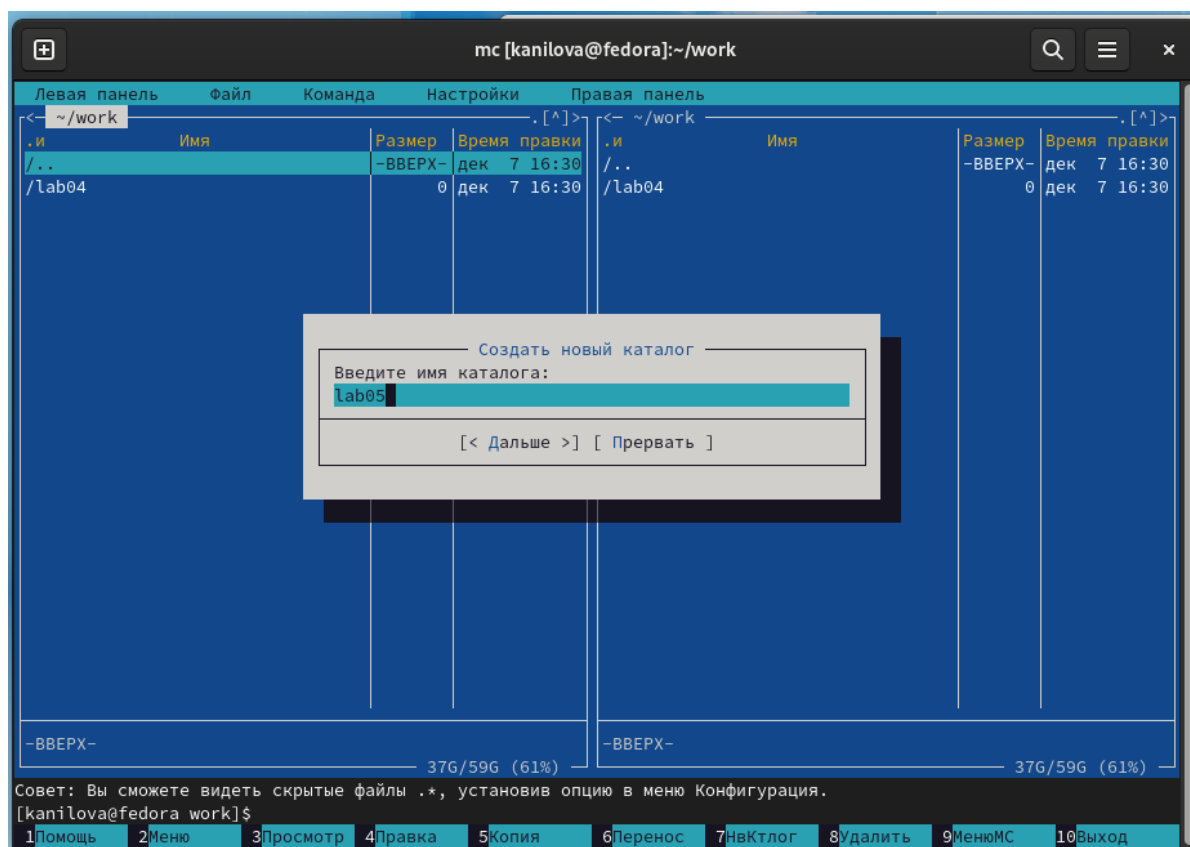 mc [kanilova@fedora]:~/work
Левая панель Файл Команда Настройки Правая панель
<— ~/work .[^]> <— ~/work .[^]>
.и Имя Размер Время правки .и Имя Размер Время правки
/.. -ВВЕРХ- дек 7 16:30 /.. -ВВЕРХ- дек 7 16:30
/lab04 0 дек 7 16:30 /lab04 0 дек 7 16:30
Создать новый каталог
Введите имя каталога:
lab05
[< Дальше >] [ Прервать ]
-ВВЕРХ- -ВВЕРХ-
37G/59G (61%) 37G/59G (61%)
Совет: Вы сможете видеть скрытые файлы .*, установив опцию в меню Конфигурация.
[kanilova@fedora work]$
1Помощь 2Меню 3Просмотр 4Правка 5Копия 6Перенос 7НвКтлог 8Удалить 9МенюМС 10Выход